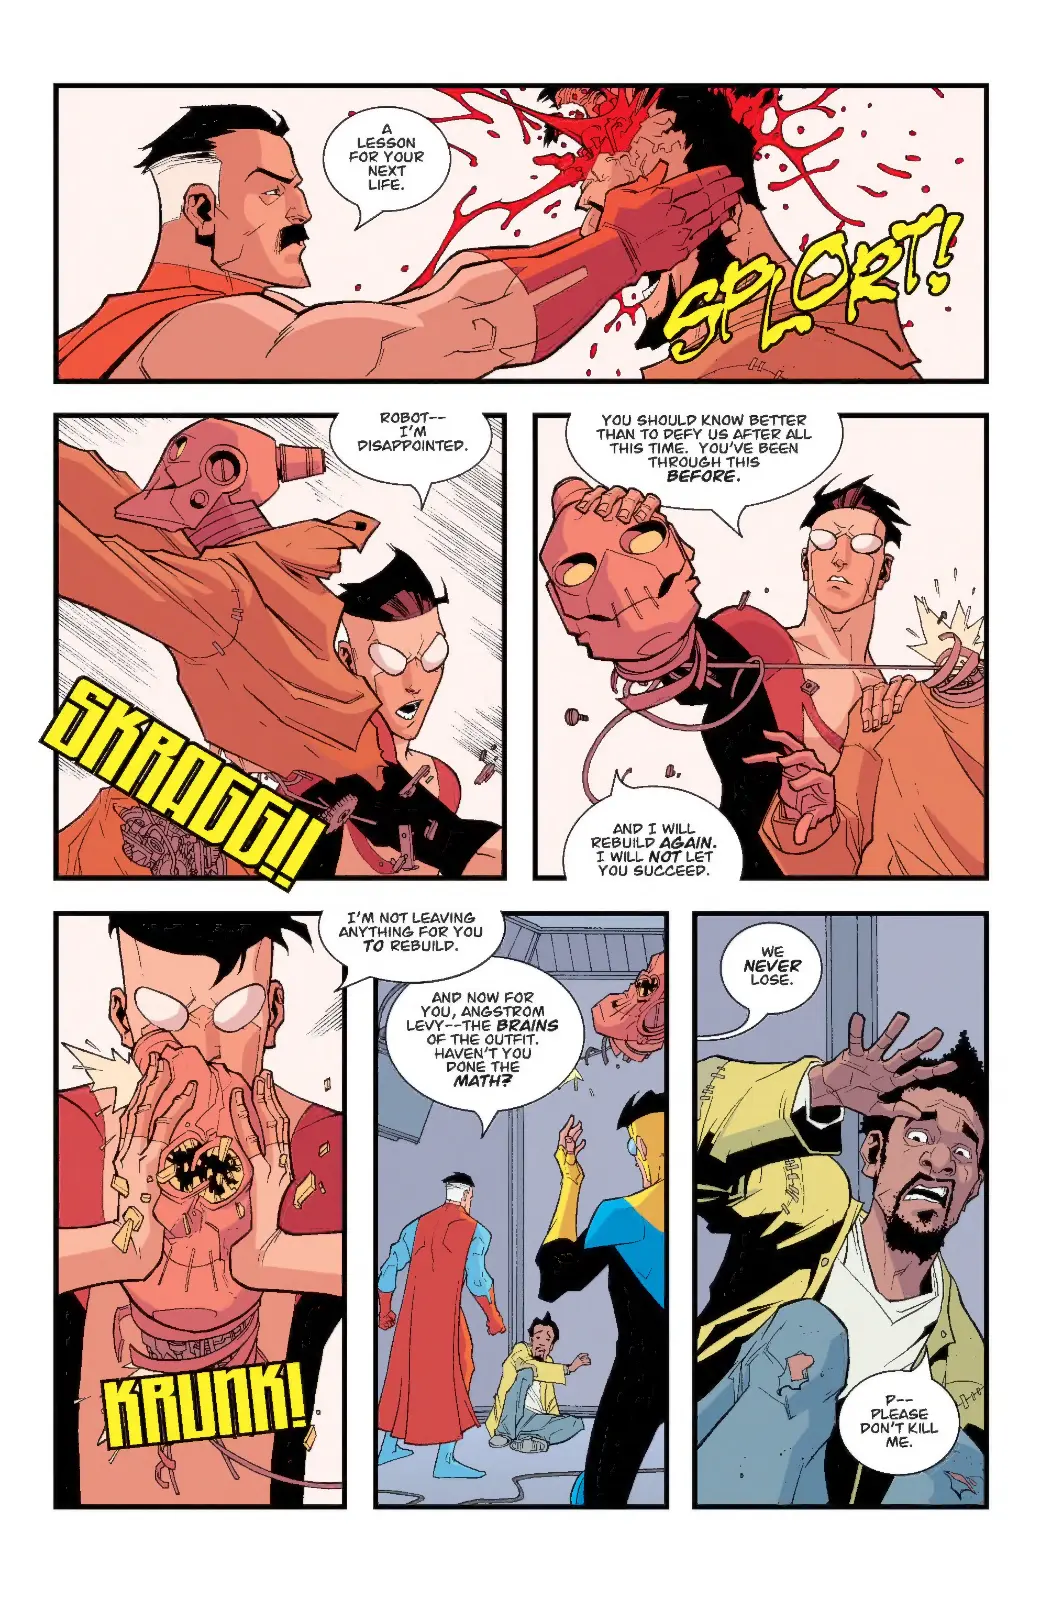 A
LESSON
FOR YOUR
NEXT
LIFE.
SPLORT!
ROBOT--
I'M
DISAPPOINTED.
SKRAGG!!
YOU SHOULD KNOW BETTER
THAN TO DEFY US AFTER ALL
THIS TIME. YOU'VE BEEN
THROUGH THIS
BEFORE.
AND I WILL
REBUILD AGAIN.
I WILL NOT LET
YOU SUCCEED.
I'M NOT LEAVING
ANYTHING FOR YOU
TO REBUILD.
KRUNK!
AND NOW FOR
YOU, ANGSTROM
LEVY--THE BRAINS
OF THE OUTFIT.
HAVEN'T YOU
DONE THE
MATH?
WE
NEVER
LOSE.
P--
PLEASE
DON'T KILL
ME.